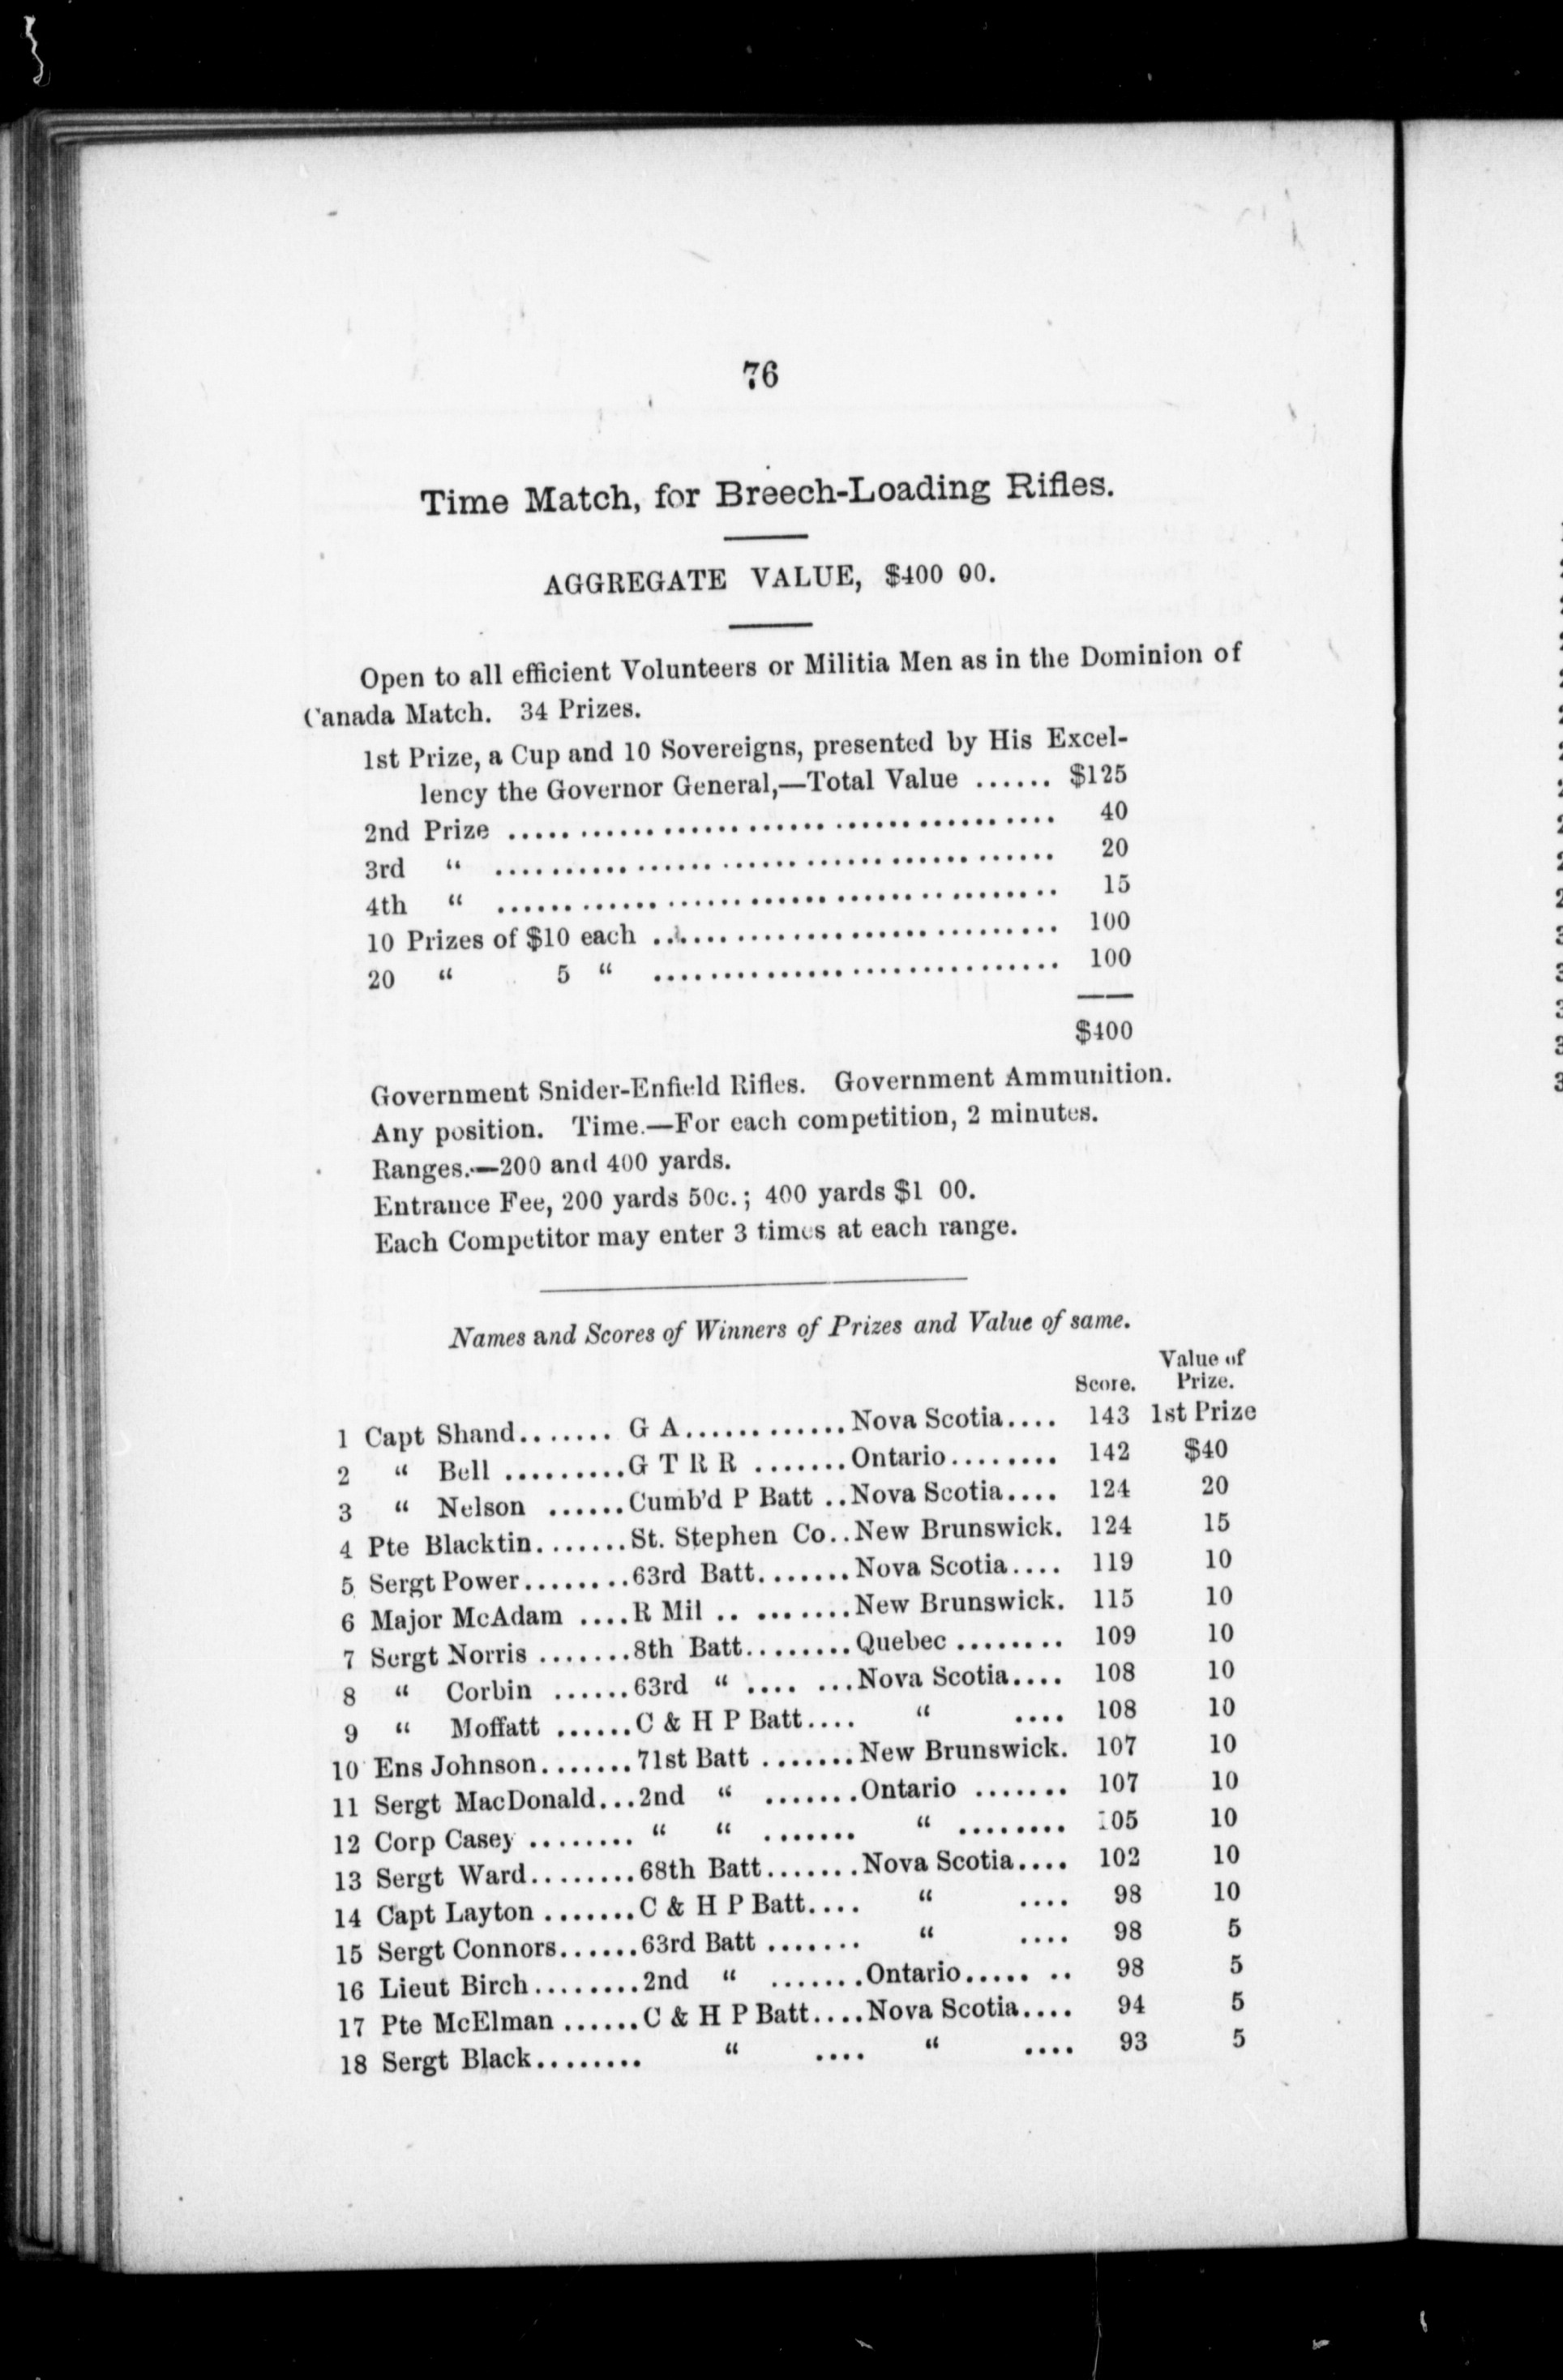 76
Time Match, for Breech-Loading Rifles.
AGGREGATE VALUE, $400 00.
Open to all efficient Volunteers or Militia Men as in the Dominion of
Canada Match. 34 Prizes.
1st Prize, a Cup and 10 Sovereigns, presented by His Excel-
lency the Governor General,—Total Value ...... $125
2nd Prize .......................................... 40
3rd “ .......................................... 20
4th “ .......................................... 15
10 Prizes of $10 each .............................. 100
20 “ 5 “ .............................. 100
$400
Government Snider-Enfield Rifles. Government Ammunition.
Any position. Time.—For each competition, 2 minutes.
Ranges.—200 and 400 yards.
Entrance Fee, 200 yards 50c.; 400 yards $1 00.
Each Competitor may enter 3 times at each range.
Names and Scores of Winners of Prizes and Value of same.
Value of
Score. Prize.
1 Capt Shand....... G A............Nova Scotia.... 143 1st Prize
2 “ Bell .........G T R R .......Ontario........ 142 $40
3 “ Nelson ......Cumb’d P Batt ..Nova Scotia.... 124 20
4 Pte Blacktin.......St. Stephen Co..New Brunswick. 124 15
5 Sergt Power........63rd Batt.......Nova Scotia.... 119 10
6 Major McAdam ....R Mil .. .......New Brunswick. 115 10
7 Sergt Norris .......8th Batt........Quebec ........ 109 10
8 “ Corbin ......63rd “ .... ...Nova Scotia.... 108 10
9 “ Moffatt ......C & H P Batt.... “ .... 108 10
10 Ens Johnson.......71st Batt .......New Brunswick. 107 10
11 Sergt MacDonald...2nd “ .......Ontario ....... 107 10
12 Corp Casey ........ “ “ ....... “ ........ 105 10
13 Sergt Ward........68th Batt.......Nova Scotia.... 102 10
14 Capt Layton .......C & H P Batt.... “ .... 98 10
15 Sergt Connors......63rd Batt ....... “ .... 98 5
16 Lieut Birch.........2nd “ .......Ontario..... .. 98 5
17 Pte McElman ......C & H P Batt....Nova Scotia.... 94 5
18 Sergt Black........ “ .... “ .... 93 5